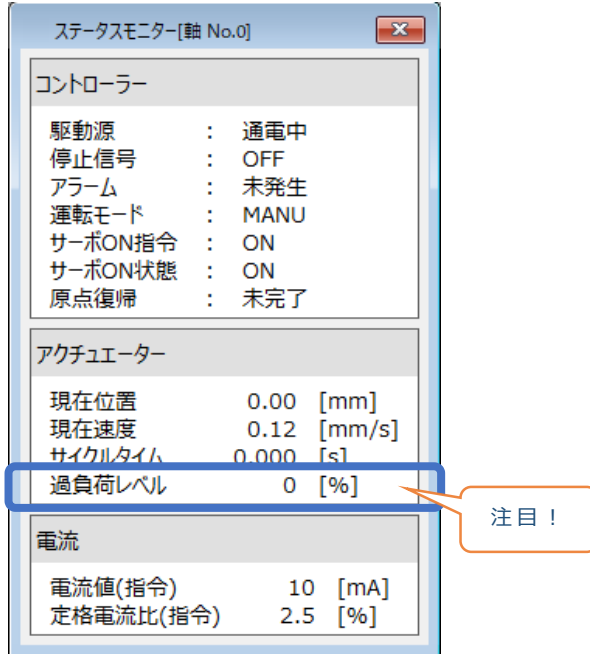 ステータスモニター[軸 No.0]
コントローラー
駆動源 : 通電中
停止信号 : OFF
アラーム : 未発生
運転モード : MANU
サーボON指令 : ON
サーボON状態 : ON
原点復帰 : 未完了
アクチュエーター
現在位置 0.00 [mm]
現在速度 0.12 [mm/s]
サイクルタイム 0.000 [s]
過負荷レベル 0 [%]
注目！
電流
電流値(指令) 10 [mA]
定格電流比(指令) 2.5 [%]